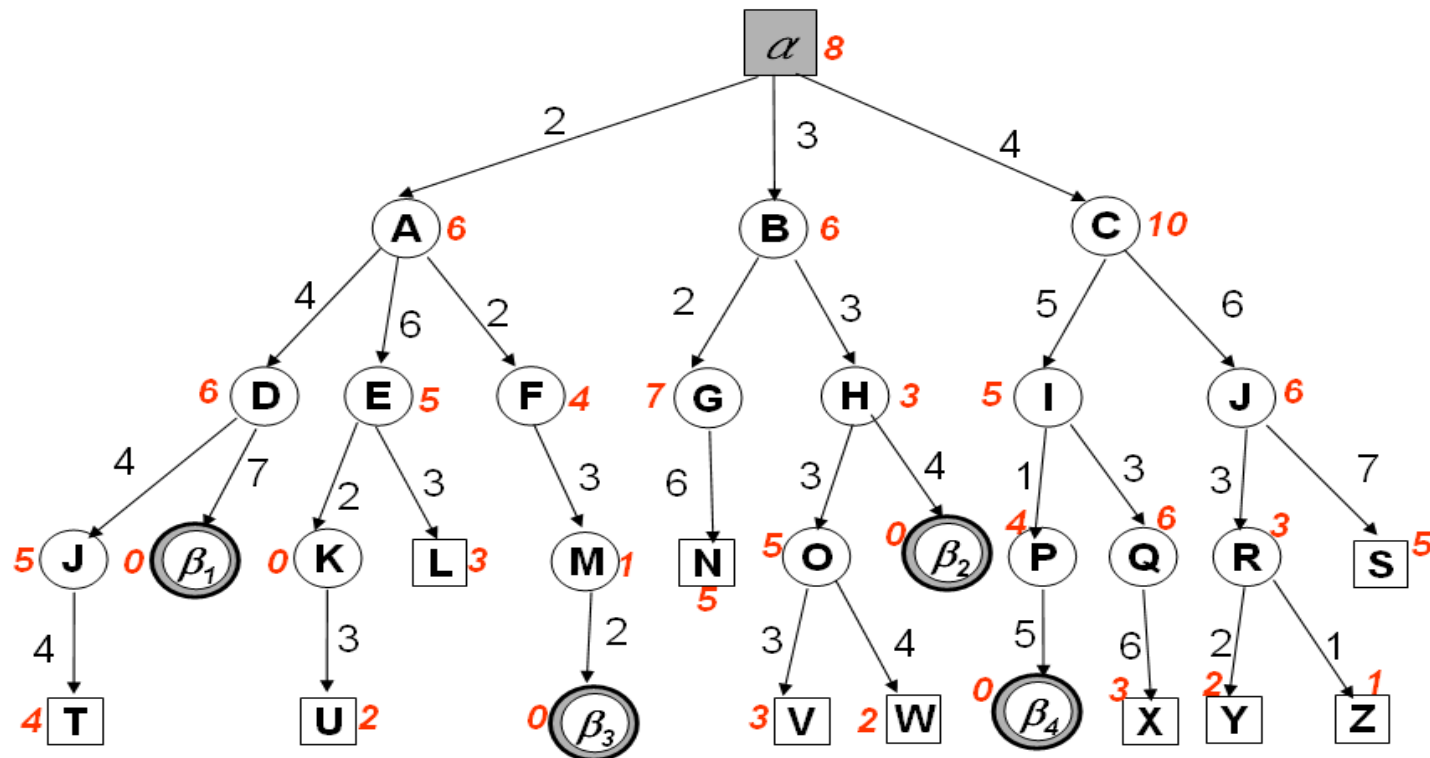 α 8
2 3 4
A 6 B 6 C 10
4 6 2 2 3 5 6
6 D E 5 F 4 7 G H 3 5 I J 6
4 7 2 3 3 6 3 4 1 3 3 7
5 J 0 β1 0 K L 3 M 1 N 5 5 O 0 β2 4 P Q 6 R 3 S 5
4 3 2 3 4 5 6 2 1
4 T U 2 0 β3 3 V 2 W 0 β4 3 X 2 Y Z 1